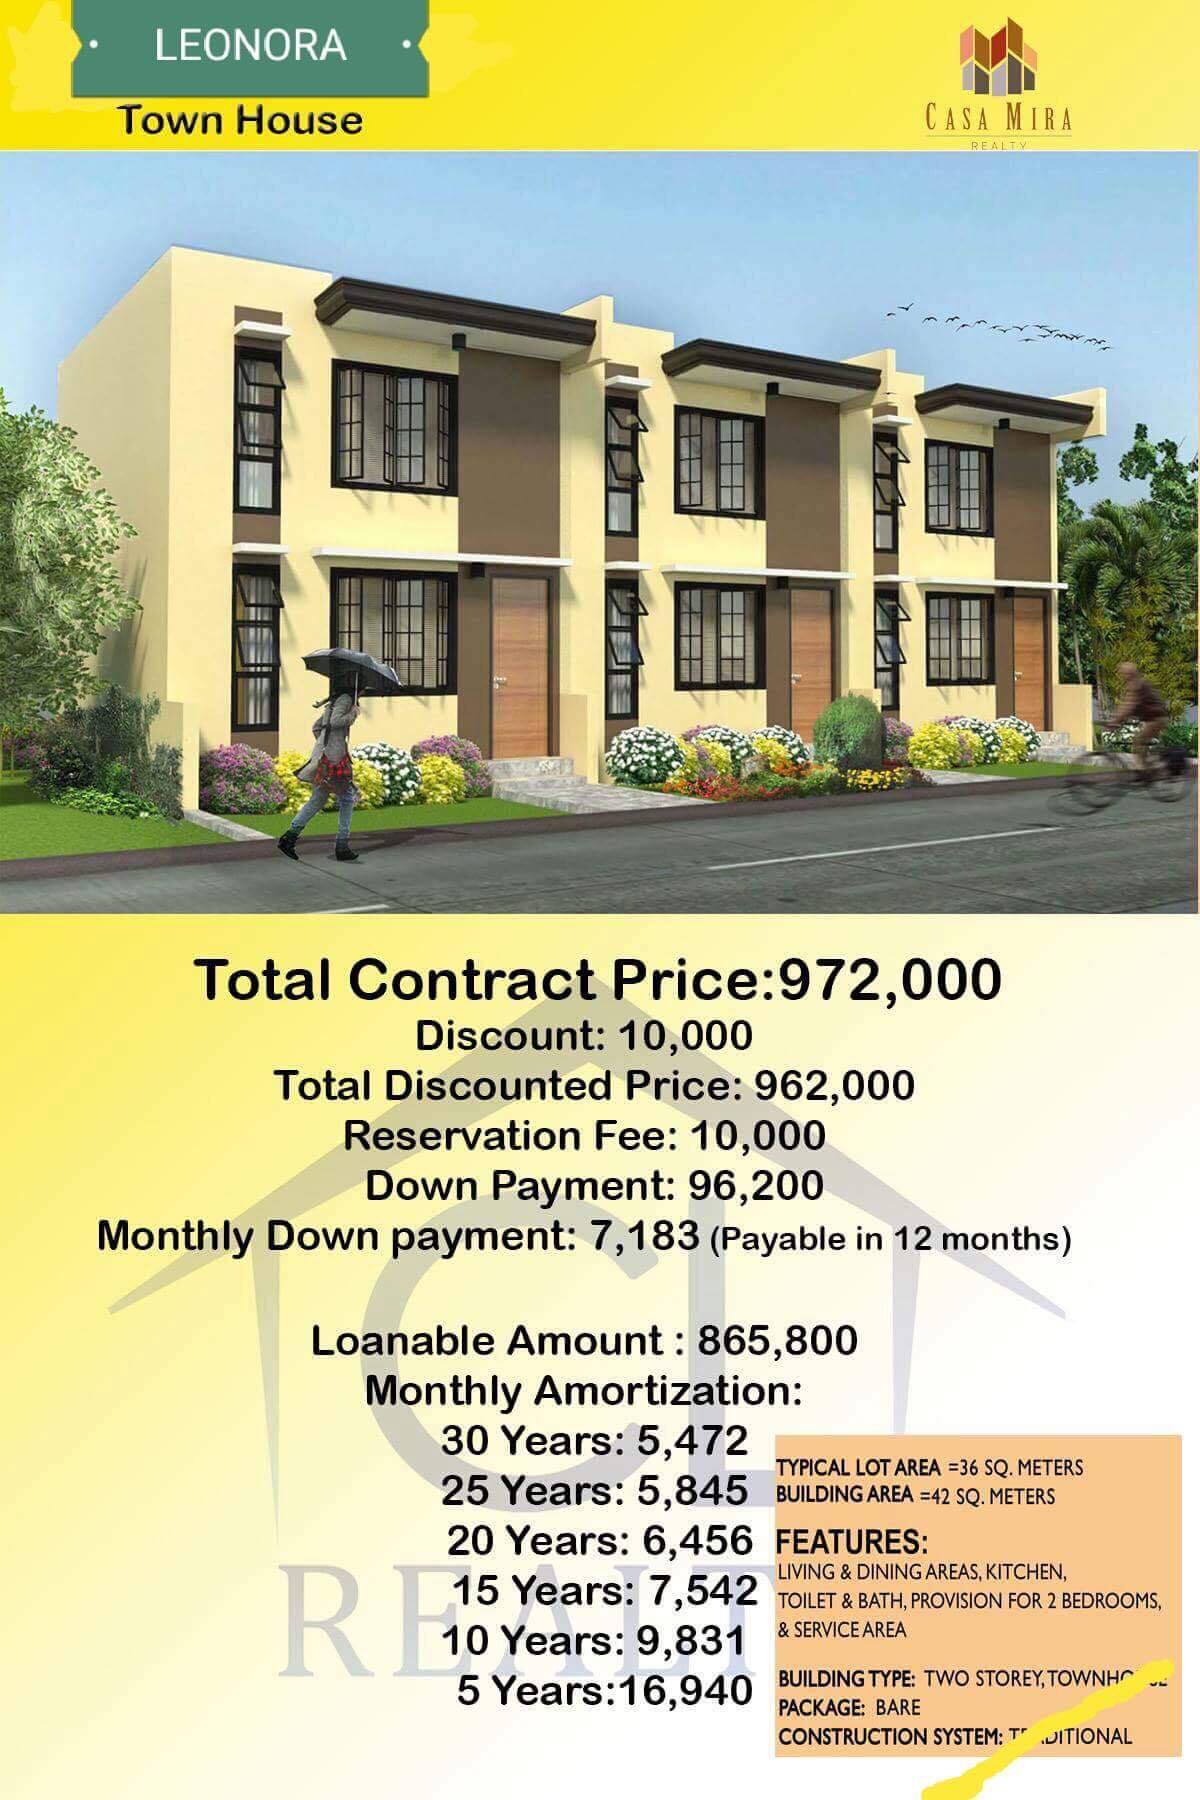 LEONORA
Town House
CASA MIRA
REALTY
Total Contract Price:972,000
Discount: 10,000
Total Discounted Price: 962,000
Reservation Fee: 10,000
Down Payment: 96,200
Monthly Down payment: 7,183 (Payable in 12 months)
Loanable Amount : 865,800
Monthly Amortization:
30 Years: 5,472
25 Years: 5,845
20 Years: 6,456
15 Years: 7,542
10 Years: 9,831
5 Years:16,940
CL
REALTY
TYPICAL LOT AREA =36 SQ. METERS
BUILDING AREA =42 SQ. METERS
FEATURES:
LIVING & DINING AREAS, KITCHEN,
TOILET & BATH, PROVISION FOR 2 BEDROOMS,
& SERVICE AREA
BUILDING TYPE: TWO STOREY, TOWNHOUSE
PACKAGE: BARE
CONSTRUCTION SYSTEM: TRADITIONAL